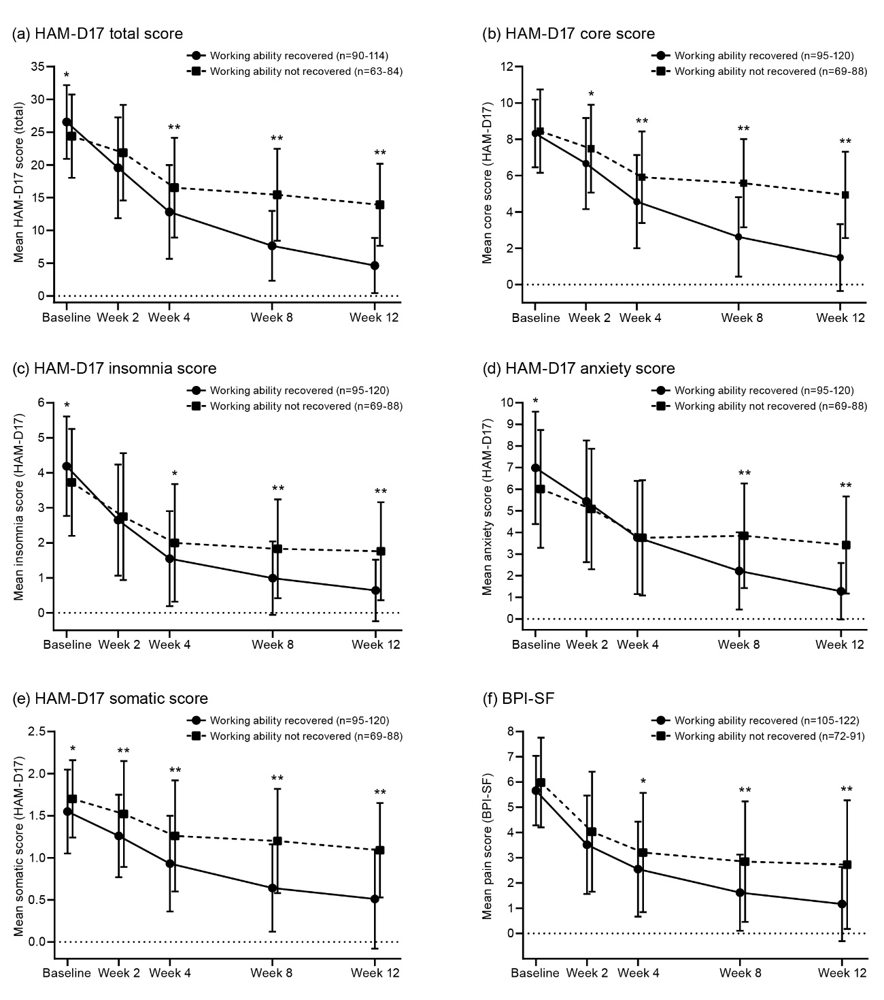 (a) HAM-D17 total score
Working ability recovered (n=90-114)
Working ability not recovered (n=63-84)
Mean HAM-D17 score (total)
35
30
25
20
15
10
5
0
*
**
**
**
Baseline Week 2 Week 4 Week 8 Week 12
(b) HAM-D17 core score
Working ability recovered (n=95-120)
Working ability not recovered (n=69-88)
Mean core score (HAM-D17)
12
10
8
6
4
2
0
*
**
**
**
Baseline Week 2 Week 4 Week 8 Week 12
(c) HAM-D17 insomnia score
Working ability recovered (n=95-120)
Working ability not recovered (n=69-88)
Mean insomnia score (HAM-D17)
6
5
4
3
2
1
0
*
*
**
**
Baseline Week 2 Week 4 Week 8 Week 12
(d) HAM-D17 anxiety score
Working ability recovered (n=95-120)
Working ability not recovered (n=69-88)
Mean anxiety score (HAM-D17)
10
9
8
7
6
5
4
3
2
1
0
*
**
**
Baseline Week 2 Week 4 Week 8 Week 12
(e) HAM-D17 somatic score
Working ability recovered (n=95-120)
Working ability not recovered (n=69-88)
Mean somatic score (HAM-D17)
2.5
2.0
1.5
1.0
0.5
0.0
*
**
**
**
**
Baseline Week 2 Week 4 Week 8 Week 12
(f) BPI-SF
Working ability recovered (n=105-122)
Working ability not recovered (n=72-91)
Mean pain score (BPI-SF)
8
7
6
5
4
3
2
1
0
*
**
**
Baseline Week 2 Week 4 Week 8 Week 12